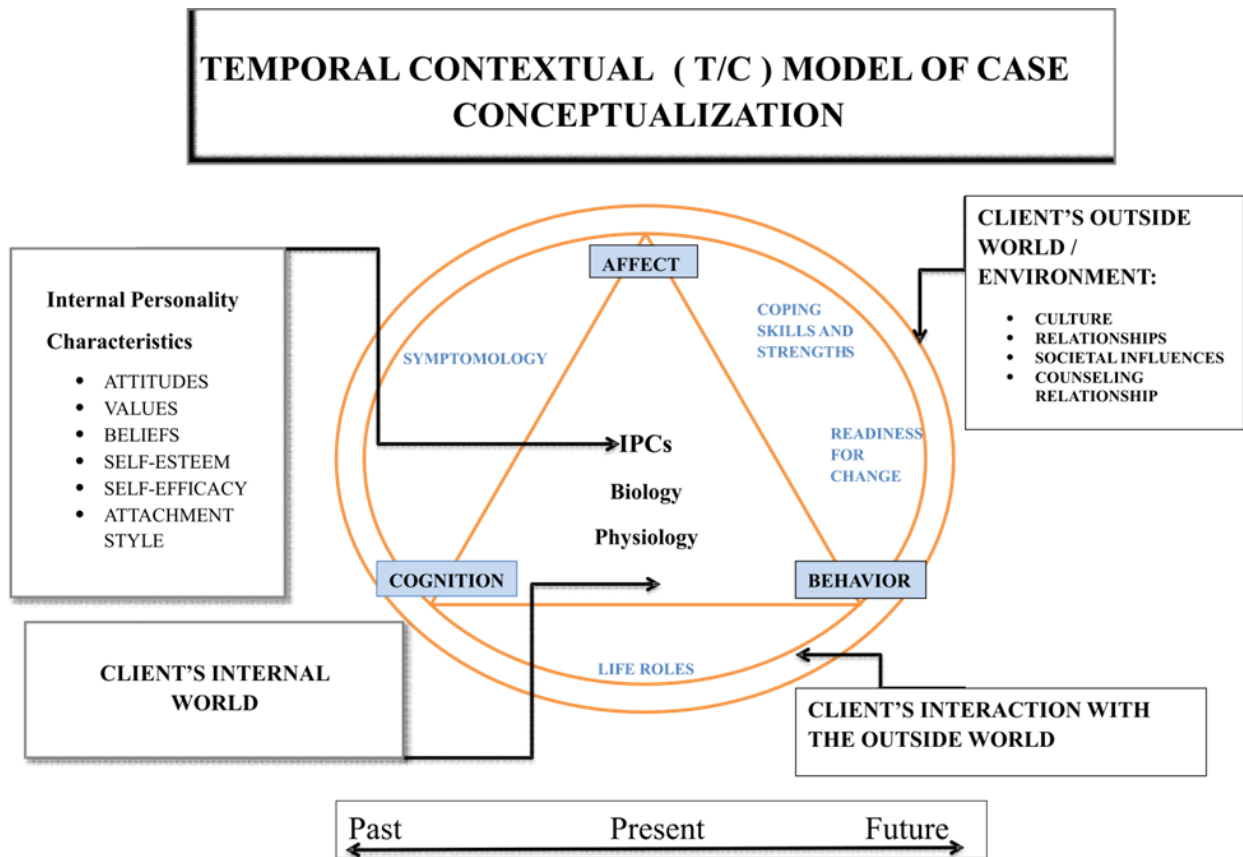 TEMPORAL CONTEXTUAL ( T/C ) MODEL OF CASE
CONCEPTUALIZATION
Internal Personality
Characteristics
• ATTITUDES
• VALUES
• BELIEFS
• SELF-ESTEEM
• SELF-EFFICACY
• ATTACHMENT
STYLE
CLIENT'S INTERNAL
WORLD
AFFECT
SYMPTOMOLOGY
COPING
SKILLS AND
STRENGTHS
READINESS
FOR
CHANGE
IPCs
Biology
Physiology
COGNITION
BEHAVIOR
LIFE ROLES
CLIENT'S OUTSIDE
WORLD /
ENVIRONMENT:
• CULTURE
• RELATIONSHIPS
• SOCIETAL INFLUENCES
• COUNSELING
RELATIONSHIP
CLIENT'S INTERACTION WITH
THE OUTSIDE WORLD
Past Present Future